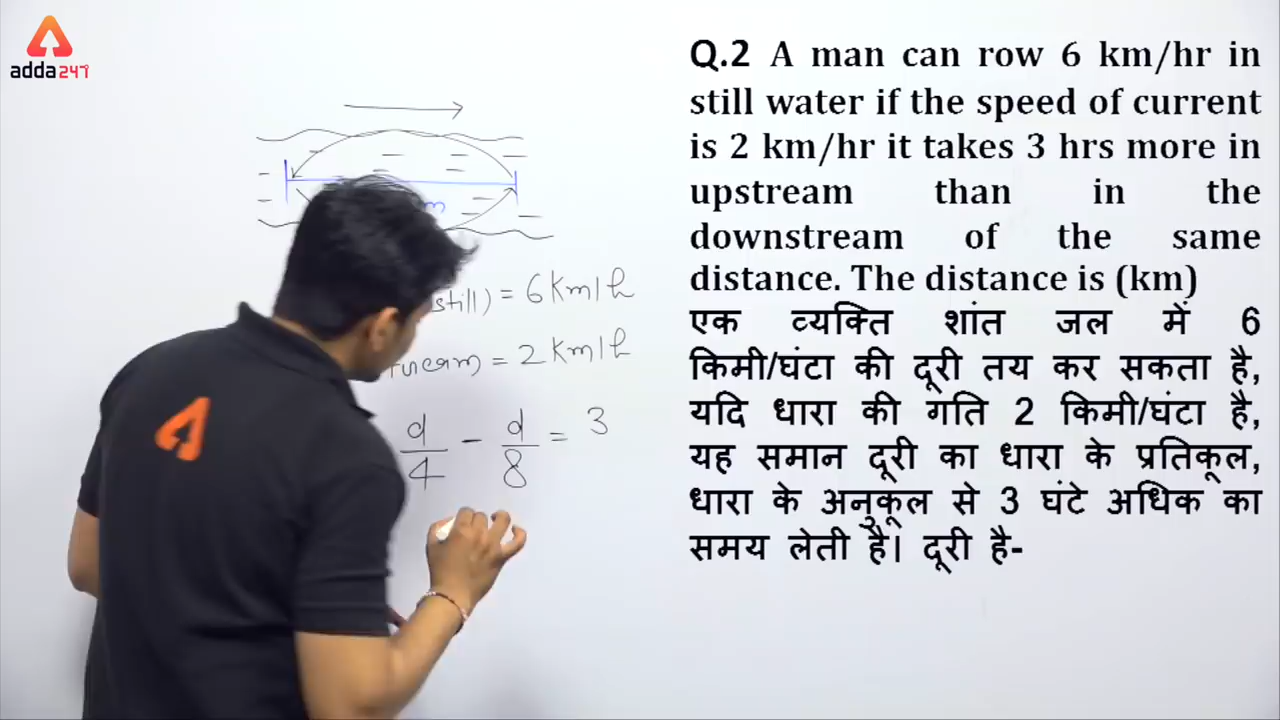 adda247
Q.2 A man can row 6 km/hr in
still water if the speed of current
is 2 km/hr it takes 3 hrs more in
upstream than in the
downstream of the same
distance. The distance is (km)
एक व्यक्ति शांत जल में 6
किमी/घंटा की दूरी तय कर सकता है,
यदि धारा की गति 2 किमी/घंटा है,
यह समान दूरी का धारा के प्रतिकूल,
धारा के अनुकूल से 3 घंटे अधिक का
समय लेती है। दूरी है-
still) = 6 Km/h
= 2 Km/h
d/4 - d/8 = 3